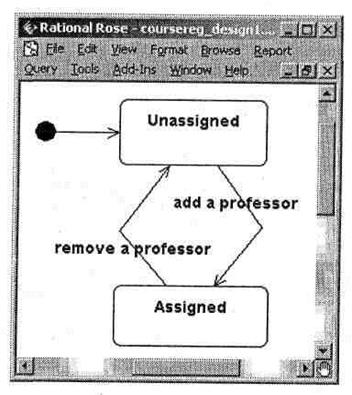 Rational Rose - coursereg_design1....
File Edit View Format Browse Report
Query Tools Add-Ins Window Help
Unassigned
add a professor
remove a professor
Assigned